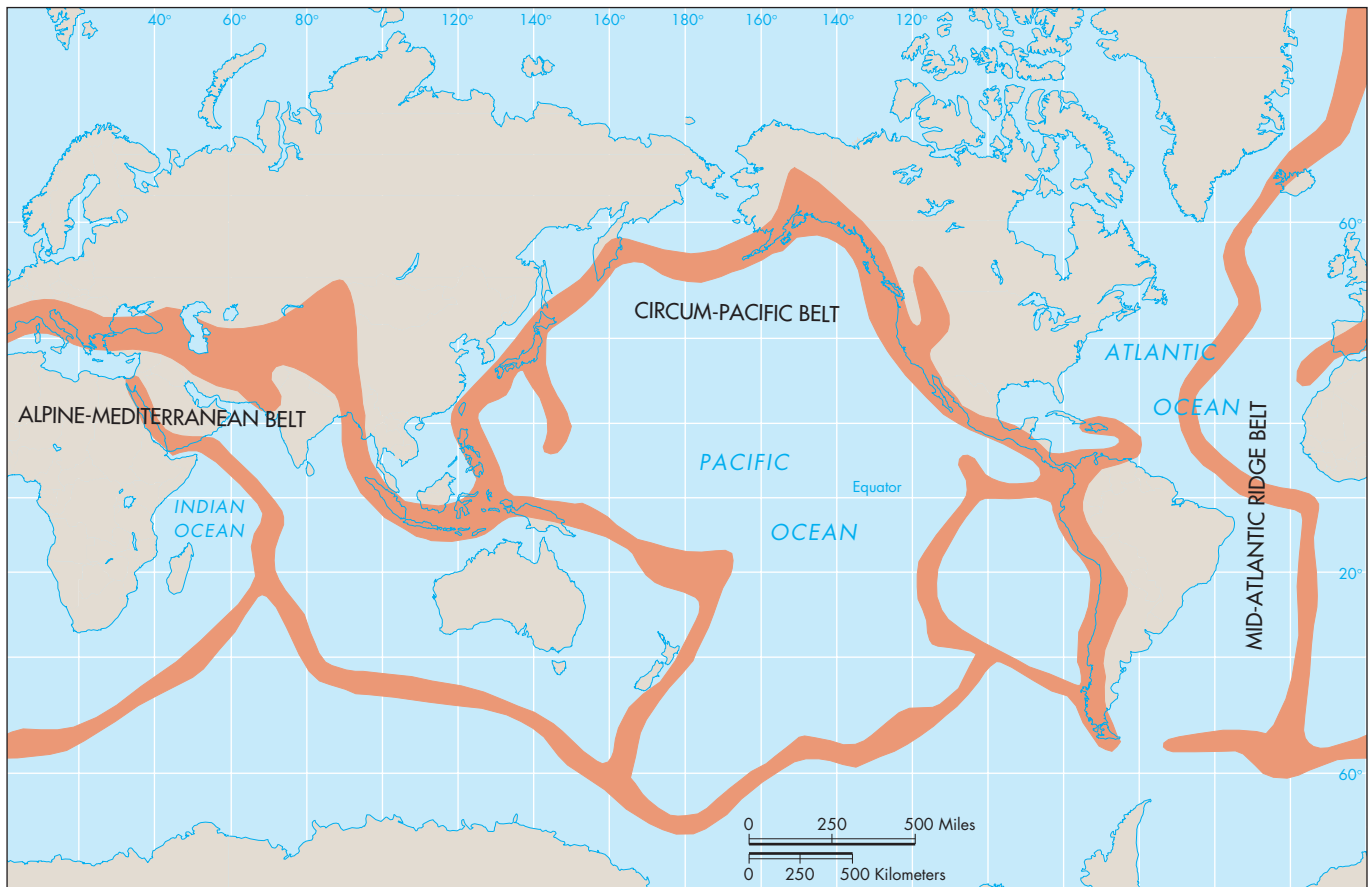 40° 60° 80° 120° 140° 160° 180° 160° 140° 120°
60°
CIRCUM-PACIFIC BELT
ATLANTIC
OCEAN
ALPINE-MEDITERRANEAN BELT
MID-ATLANTIC RIDGE BELT
PACIFIC
OCEAN
Equator
INDIAN
OCEAN
20°
60°
0 250 500 Miles
0 250 500 Kilometers